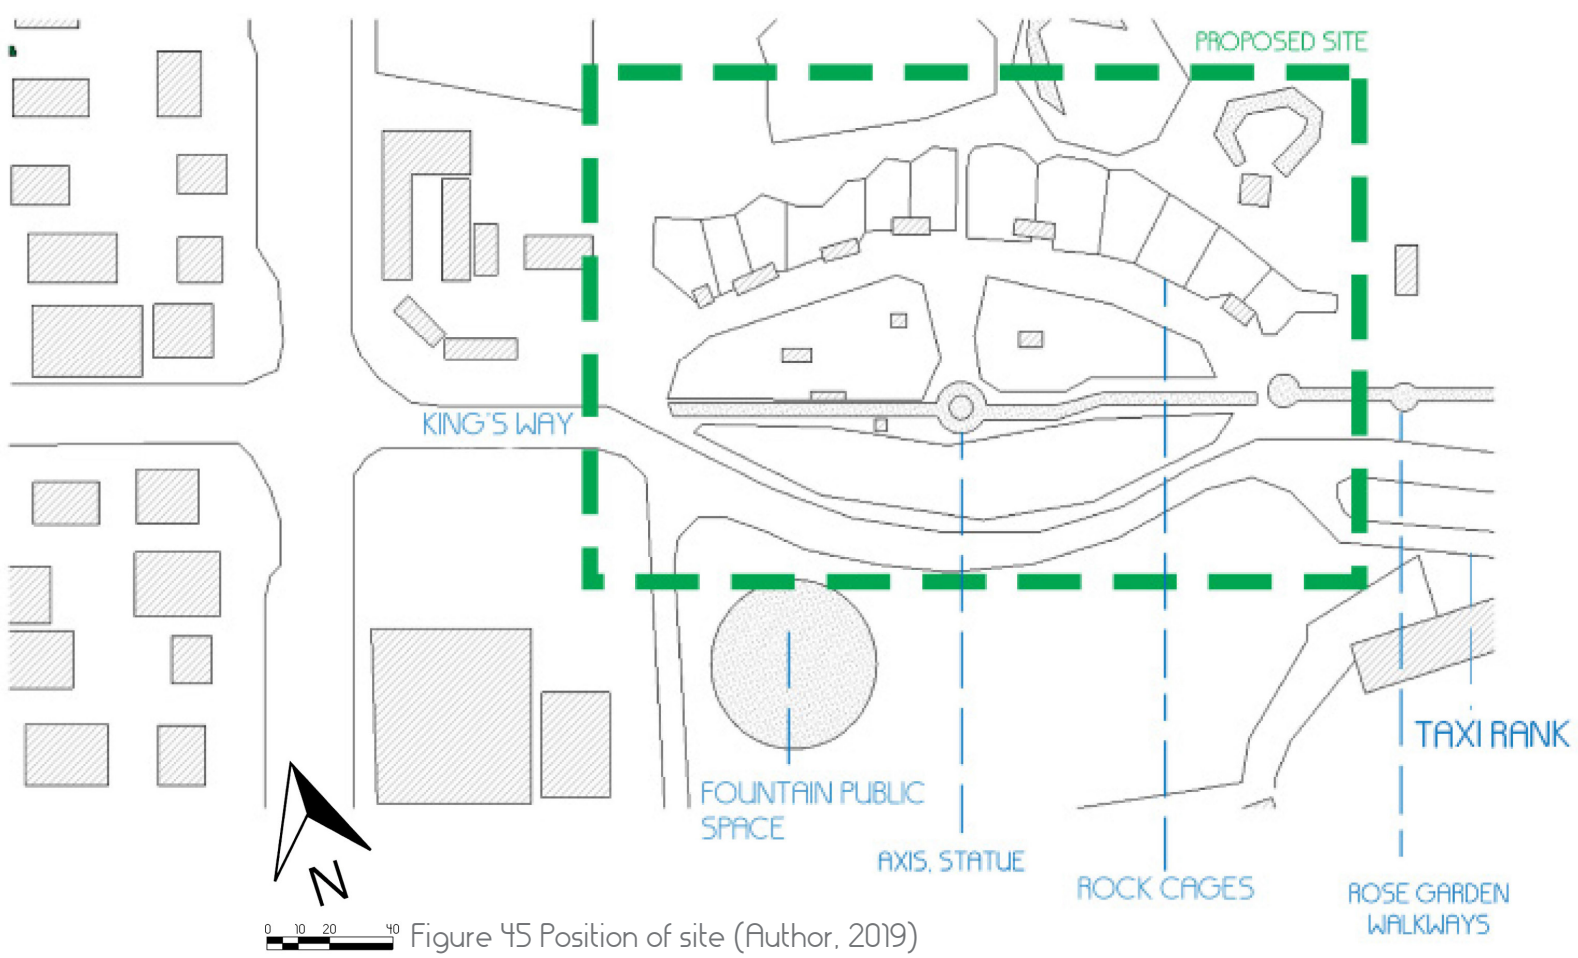 PROPOSED SITE
KING'S WAY
TAXI RANK
FOUNTAIN PUBLIC
SPACE
AXIS, STATUE
ROCK CAGES
ROSE GARDEN
WALKWAYS
N
0 10 20 40
Figure 45 Position of site (Author, 2019)